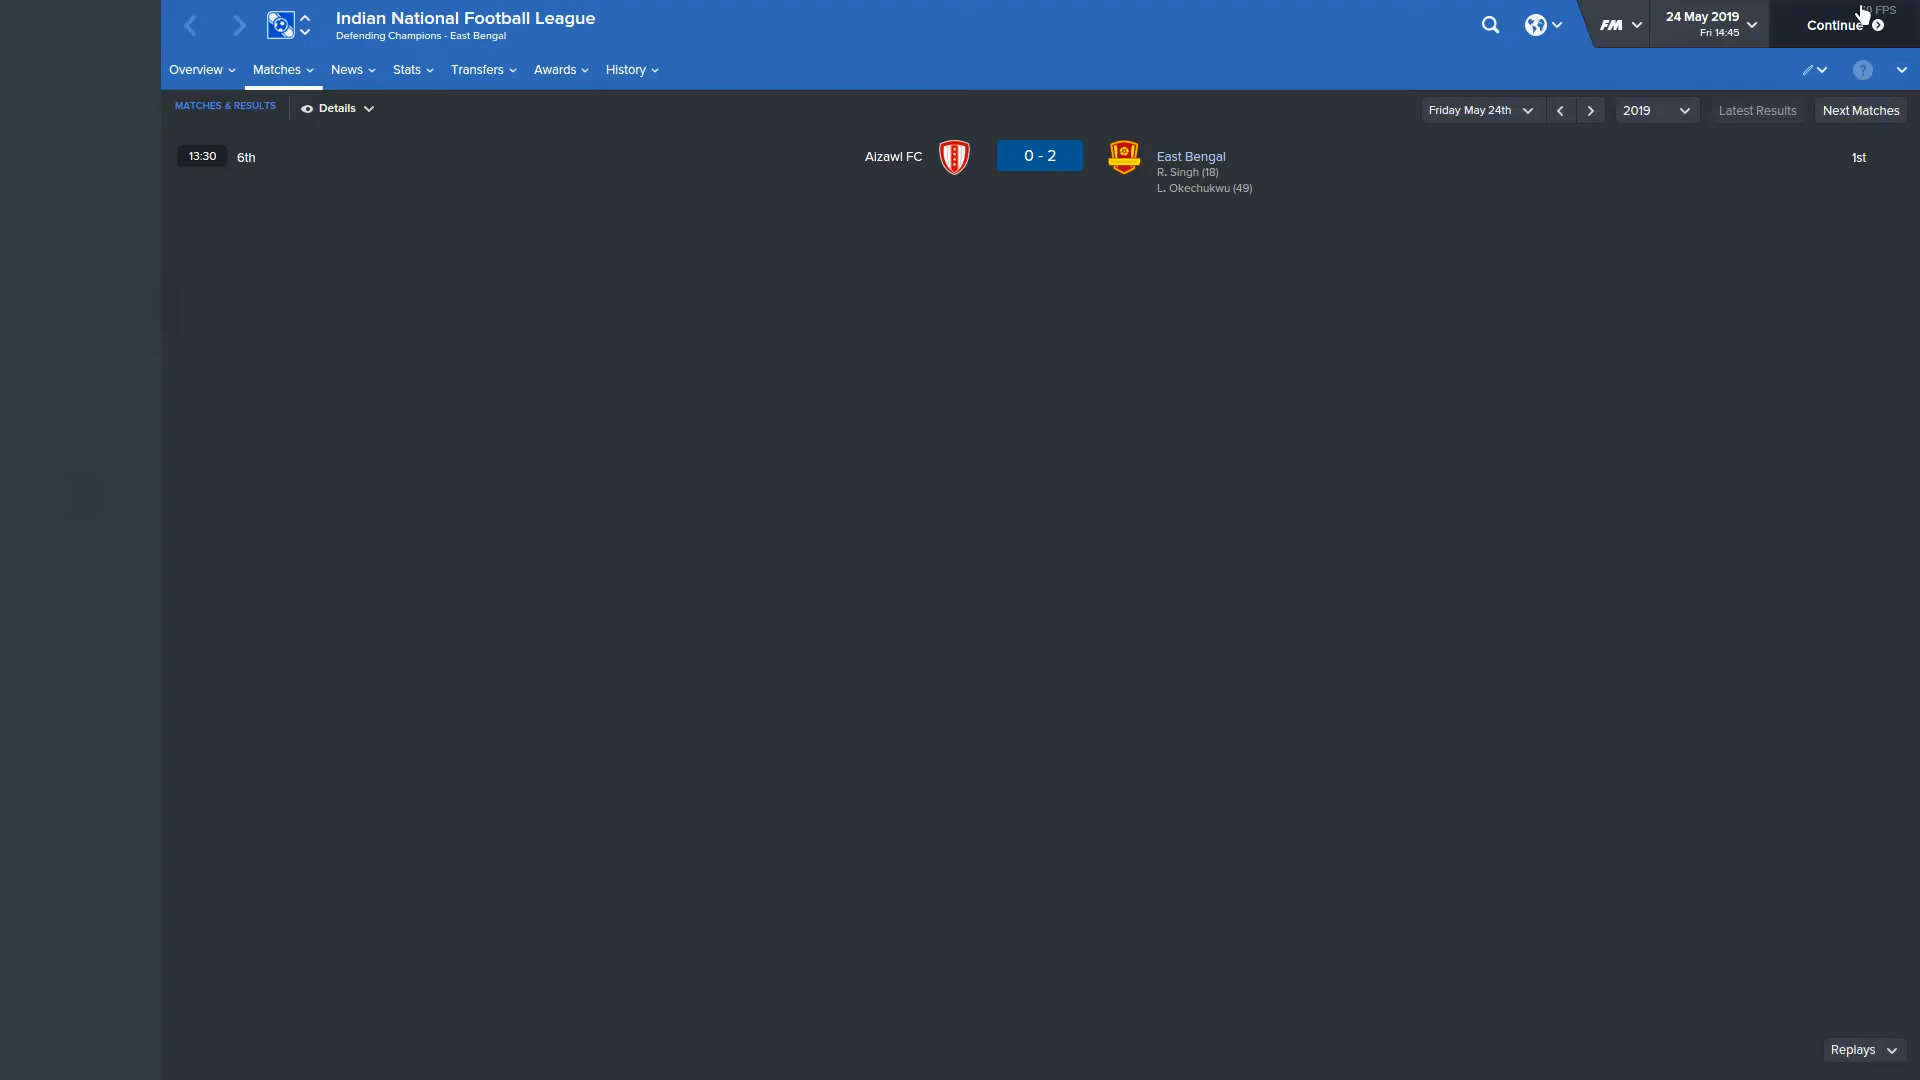 Indian National Football League
Defending Champions - East Bengal
FM
24 May 2019
Fri 14:45
FPS
Continue
Overview
Matches
News
Stats
Transfers
Awards
History
?
MATCHES & RESULTS
Details
Friday May 24th
2019
Latest Results
Next Matches
13:30
6th
Aizawl FC
0 - 2
East Bengal
1st
R. Singh (18)
L. Okechukwu (49)
Replays